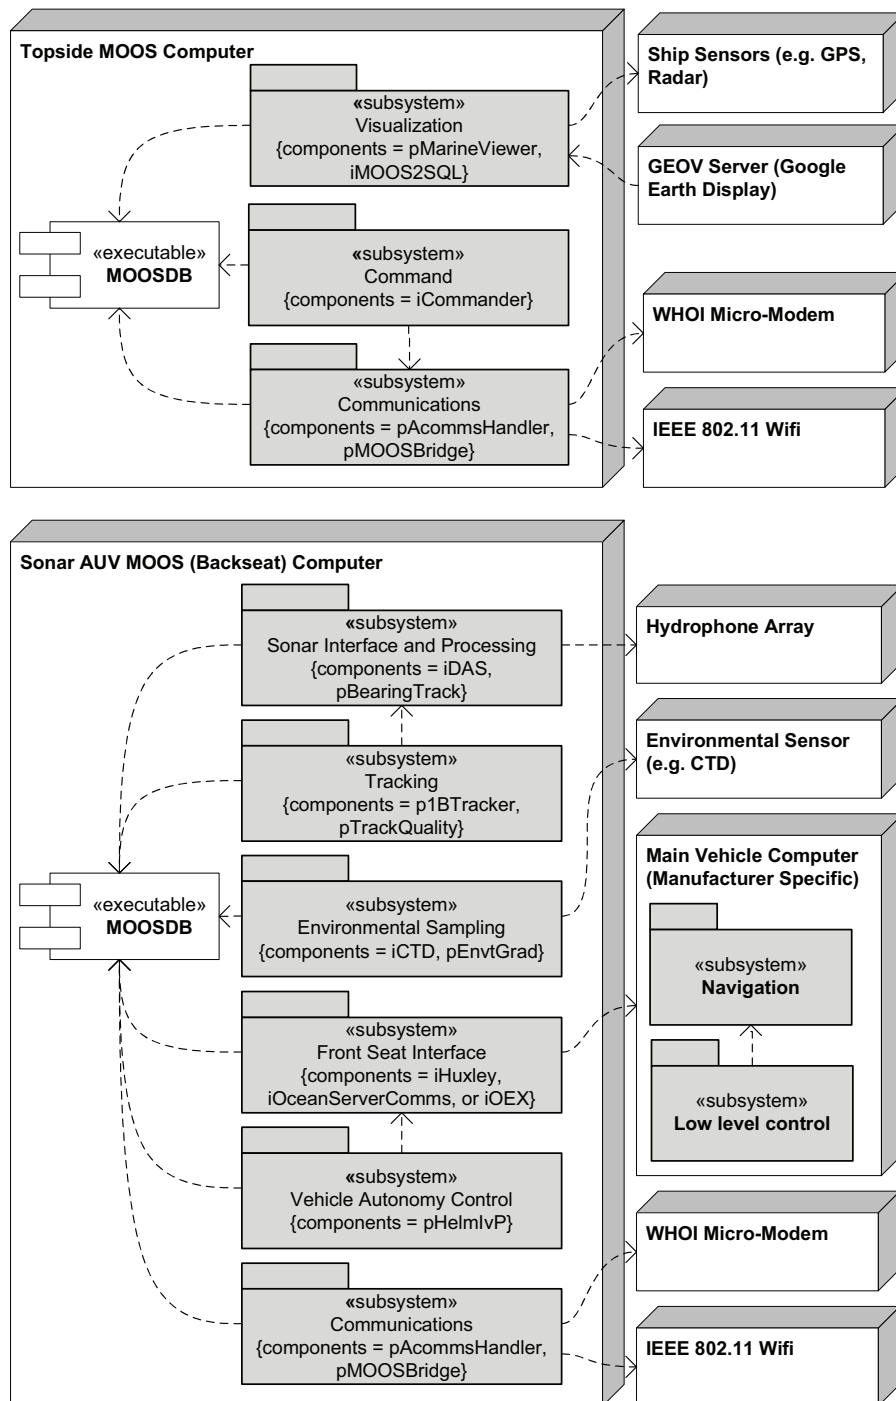 Topside MOOS Computer
«subsystem»
Visualization
{components = pMarineViewer,
iMOOS2SQL}
«executable»
MOOSDB
«subsystem»
Command
{components = iCommander}
«subsystem»
Communications
{components = pAcommsHandler,
pMOOSBridge}
Ship Sensors (e.g. GPS,
Radar)
GEOV Server (Google
Earth Display)
WHOI Micro-Modem
IEEE 802.11 Wifi
Sonar AUV MOOS (Backseat) Computer
«subsystem»
Sonar Interface and Processing
{components = iDAS,
pBearingTrack}
«subsystem»
Tracking
{components = p1BTracker,
pTrackQuality}
«executable»
MOOSDB
«subsystem»
Environmental Sampling
{components = iCTD, pEnvtGrad}
«subsystem»
Front Seat Interface
{components = iHuxley,
iOceanServerComms, or iOEX}
«subsystem»
Vehicle Autonomy Control
{components = pHelmIvP}
«subsystem»
Communications
{components = pAcommsHandler,
pMOOSBridge}
Hydrophone Array
Environmental Sensor
(e.g. CTD)
Main Vehicle Computer
(Manufacturer Specific)
«subsystem»
Navigation
«subsystem»
Low level control
WHOI Micro-Modem
IEEE 802.11 Wifi